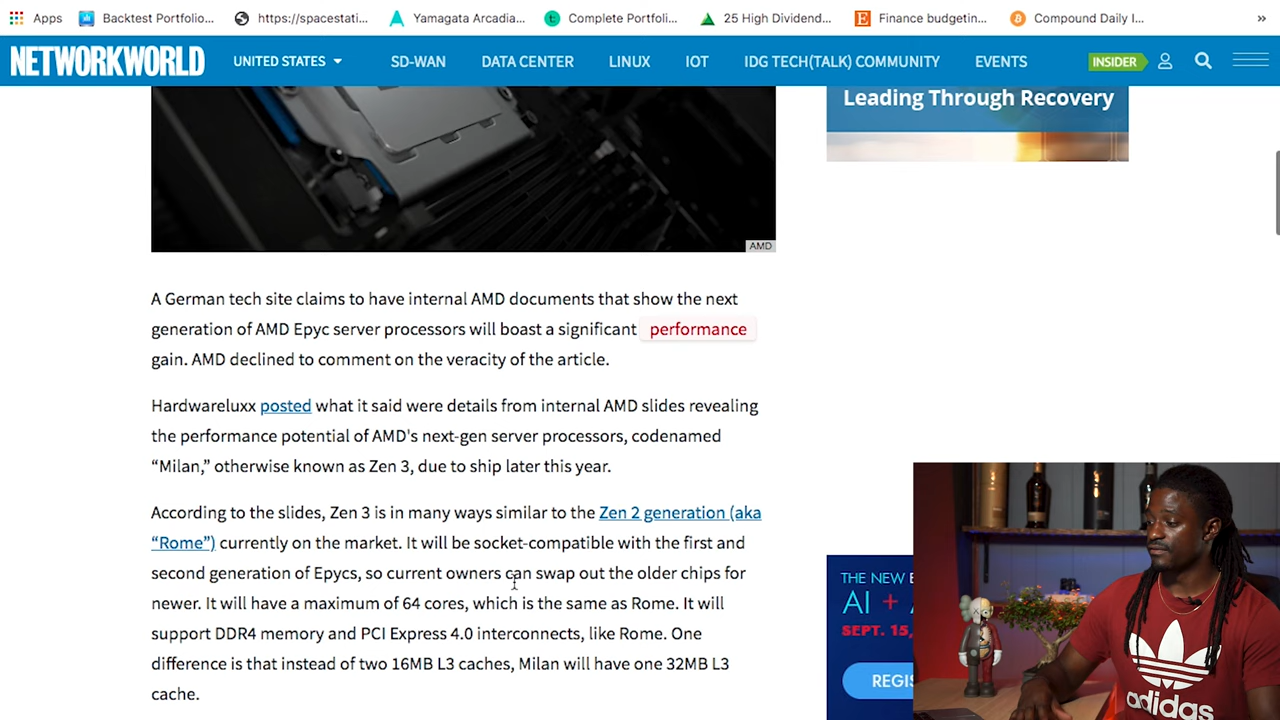 Apps Backtest Portfolio... https://spacestati... Yamagata Arcadia... Complete Portfoli... 25 High Dividend... Finance budgetin... Compound Daily I... »
NETWORKWORLD UNITED STATES SD-WAN DATA CENTER LINUX IOT IDG TECH(TALK) COMMUNITY EVENTS INSIDER
Leading Through Recovery
AMD
A German tech site claims to have internal AMD documents that show the next
generation of AMD Epyc server processors will boast a significant performance
gain. AMD declined to comment on the veracity of the article.
Hardwareluxx posted what it said were details from internal AMD slides revealing
the performance potential of AMD's next-gen server processors, codenamed
“Milan,” otherwise known as Zen 3, due to ship later this year.
According to the slides, Zen 3 is in many ways similar to the Zen 2 generation (aka
“Rome”) currently on the market. It will be socket-compatible with the first and
second generation of Epycs, so current owners can swap out the older chips for
newer. It will have a maximum of 64 cores, which is the same as Rome. It will
support DDR4 memory and PCI Express 4.0 interconnects, like Rome. One
difference is that instead of two 16MB L3 caches, Milan will have one 32MB L3
cache.
THE NEW
AI +
SEPT. 15,
adidas